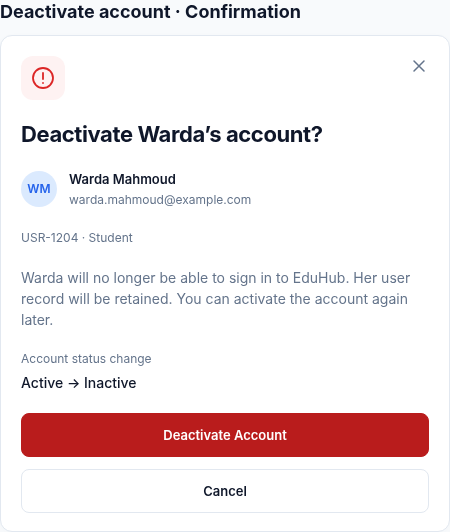 Deactivate account · Confirmation
Deactivate Warda’s account?
WM
Warda Mahmoud
warda.mahmoud@example.com
USR-1204 · Student
Warda will no longer be able to sign in to EduHub. Her user
record will be retained. You can activate the account again
later.
Account status change
Active → Inactive
Deactivate Account
Cancel